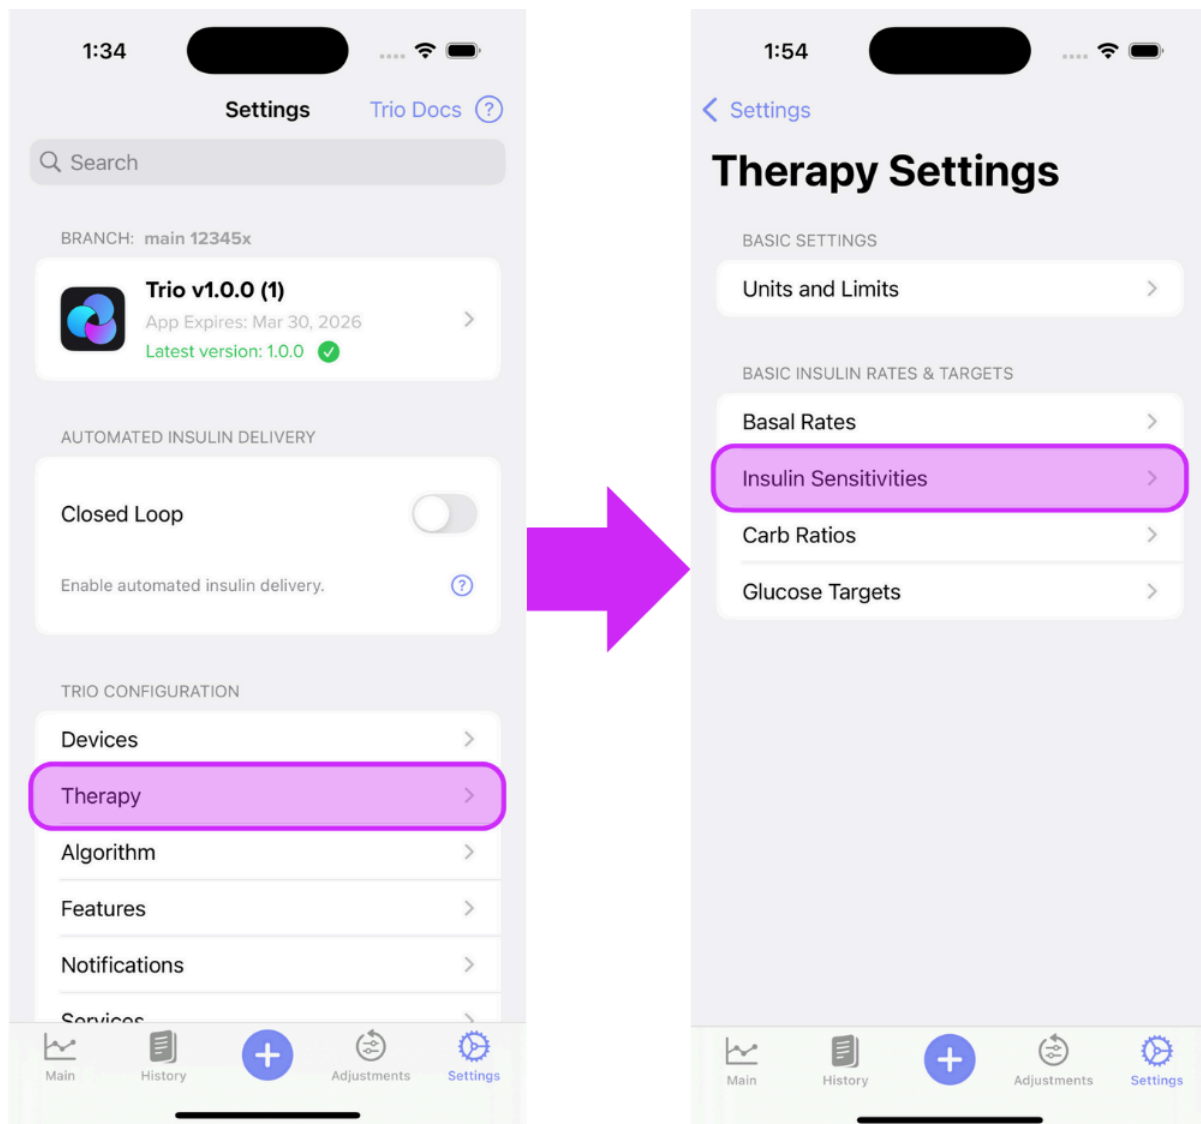 1:34
Settings
Trio Docs ?
Search
BRANCH: main 12345x
Trio v1.0.0 (1)
App Expires: Mar 30, 2026
Latest version: 1.0.0
AUTOMATED INSULIN DELIVERY
Closed Loop
Enable automated insulin delivery. ?
TRIO CONFIGURATION
Devices
Therapy
Algorithm
Features
Notifications
Services
Main
History
Adjustments
Settings
1:54
Settings
Therapy Settings
BASIC SETTINGS
Units and Limits
BASIC INSULIN RATES & TARGETS
Basal Rates
Insulin Sensitivities
Carb Ratios
Glucose Targets
Main
History
Adjustments
Settings